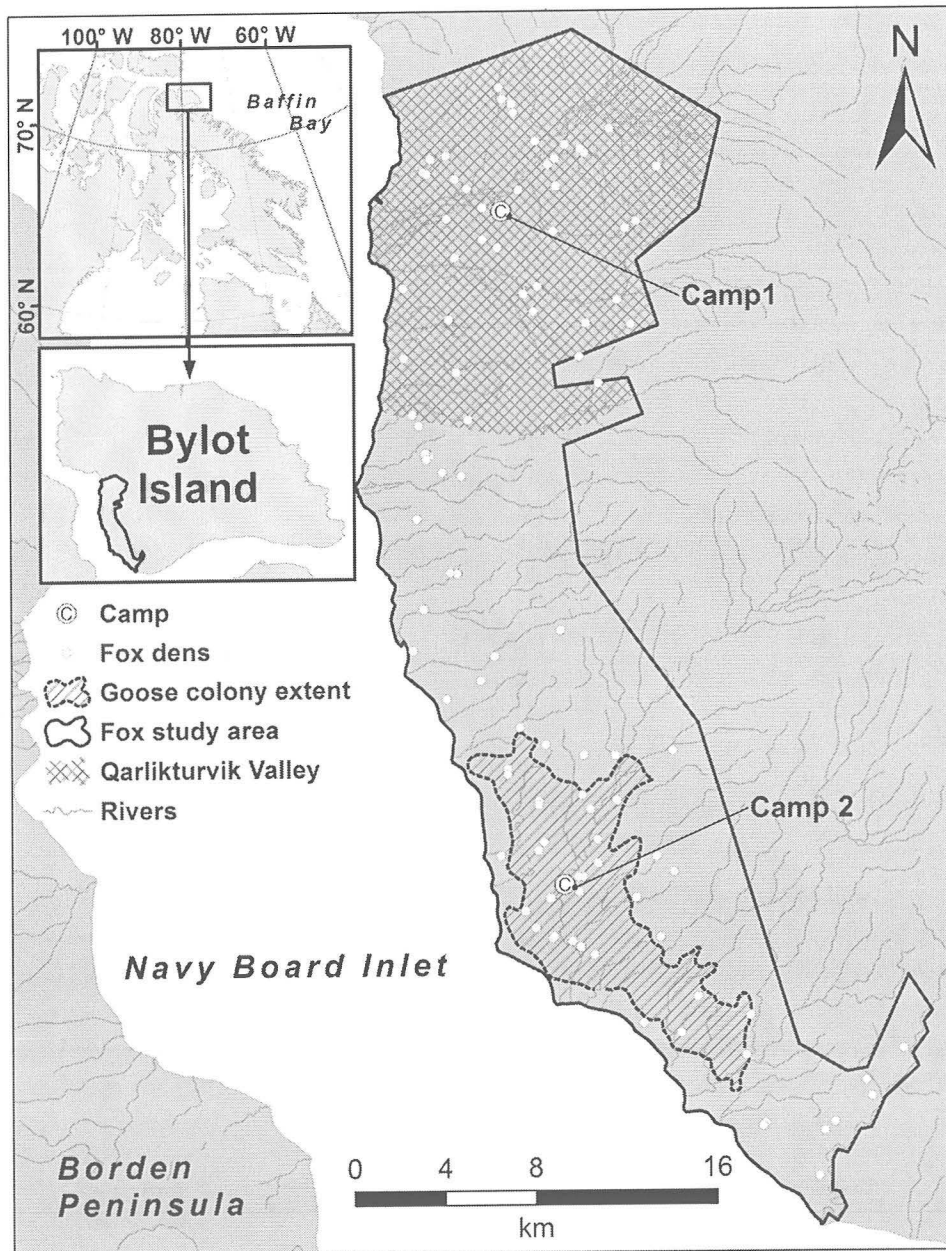 100° W 80° W 60° W
70° N
60° N
Baffin
Bay
N
Camp1
Bylot
Island
© Camp
Fox dens
Goose colony extent
Fox study area
Qarlikturvik Valley
Rivers
©
©
Camp 2
Navy Board Inlet
Borden
Peninsula
0 4 8 16
km